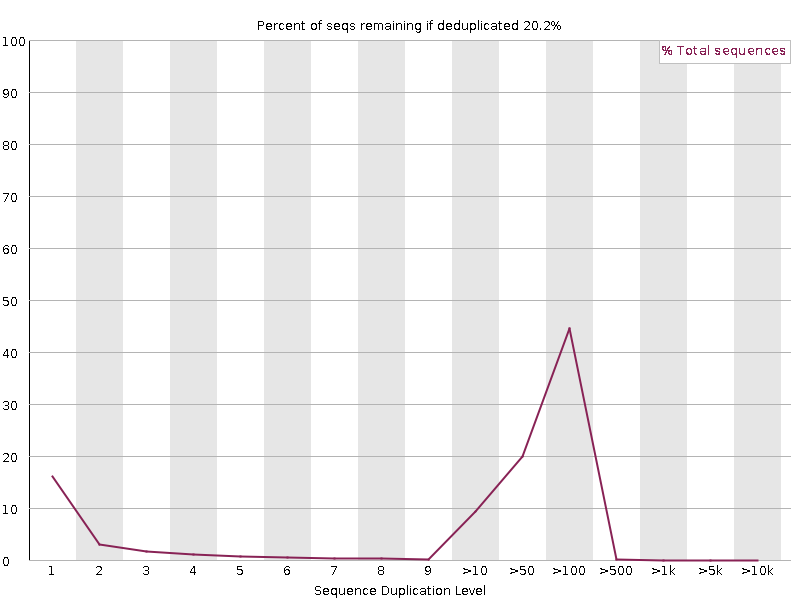 Percent of seqs remaining if deduplicated 20.2%
% Total sequences
100
90
80
70
60
50
40
30
20
10
0
1 2 3 4 5 6 7 8 9 >10 >50 >100 >500 >1k >5k >10k
Sequence Duplication Level